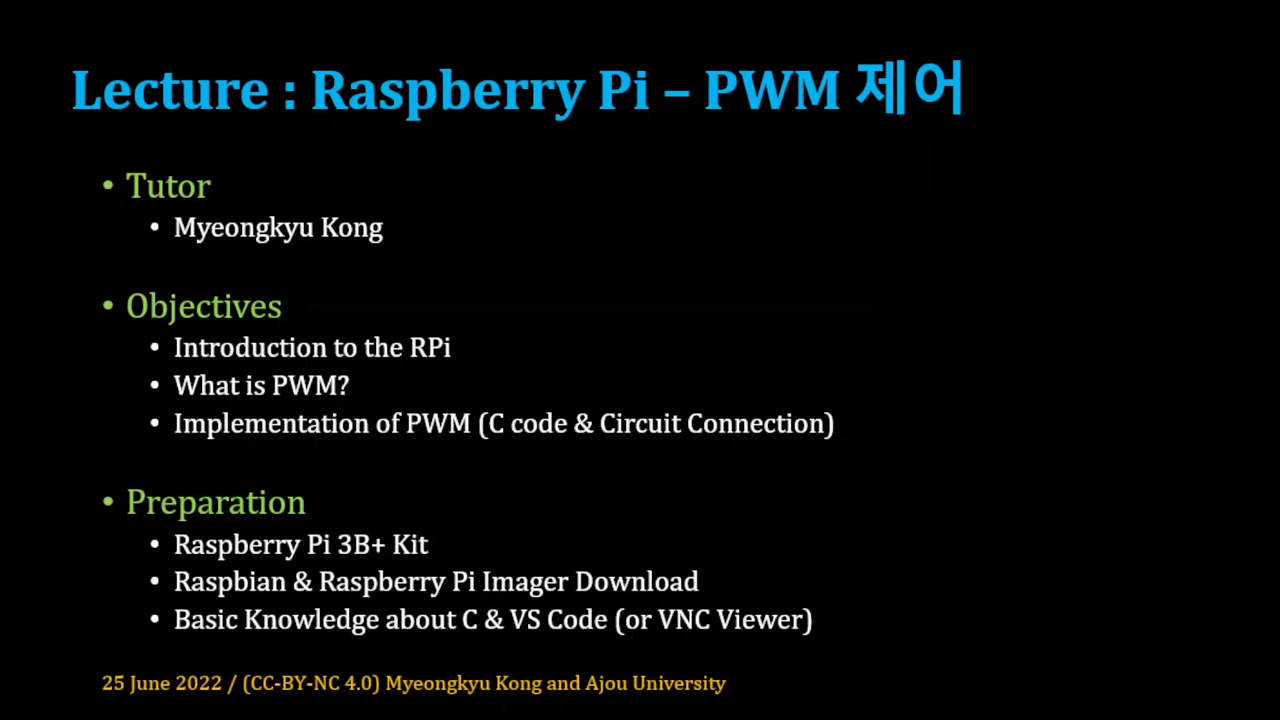 Lecture : Raspberry Pi – PWM 제어
• Tutor
• Myeongkyu Kong
• Objectives
• Introduction to the RPi
• What is PWM?
• Implementation of PWM (C code & Circuit Connection)
• Preparation
• Raspberry Pi 3B+ Kit
• Raspbian & Raspberry Pi Imager Download
• Basic Knowledge about C & VS Code (or VNC Viewer)
25 June 2022 / (CC-BY-NC 4.0) Myeongkyu Kong and Ajou University